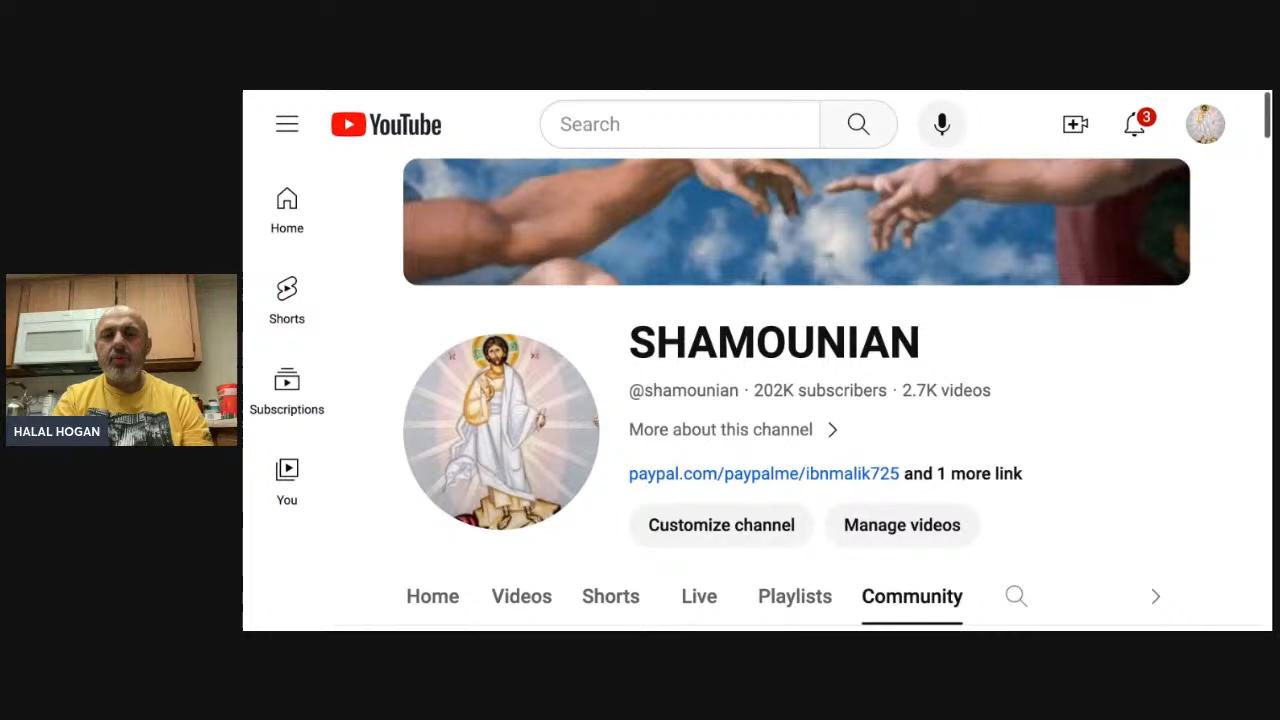 YouTube
Search
3
Home
Shorts
Subscriptions
You
SHAMOUNIAN
@shamounian · 202K subscribers · 2.7K videos
More about this channel
paypal.com/paypalme/ibnmalik725 and 1 more link
Customize channel
Manage videos
Home Videos Shorts Live Playlists Community
HALAL HOGAN